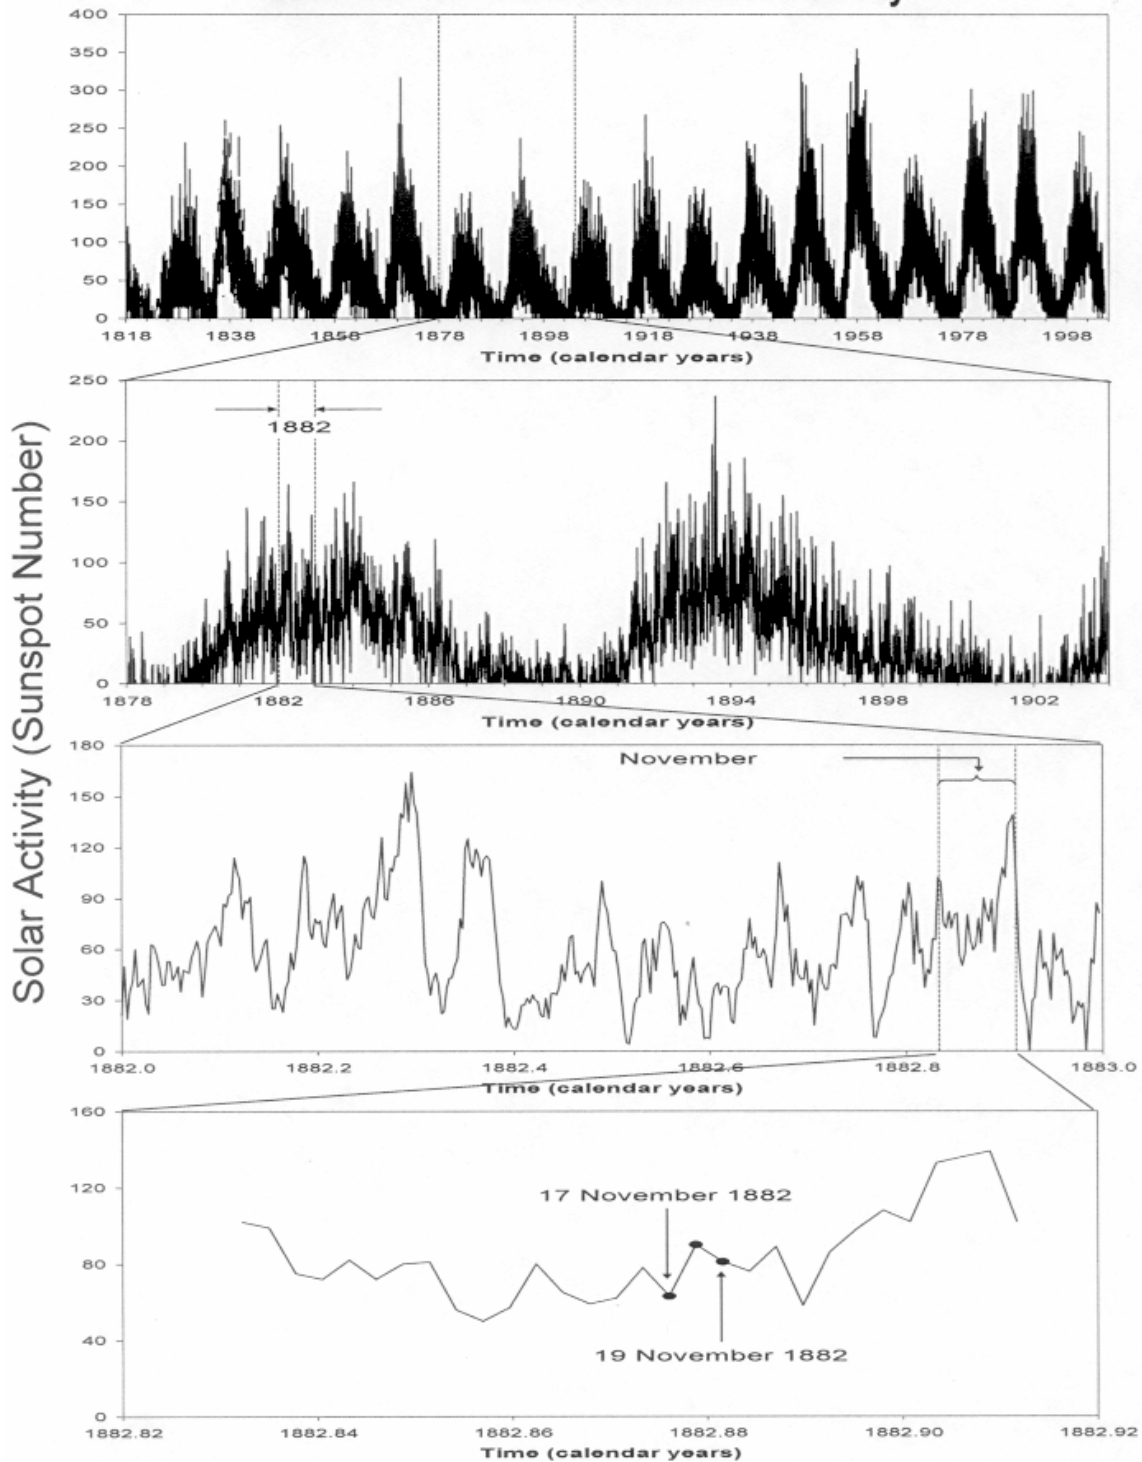 Solar Activity (Sunspot Number)
400
350
300
250
200
150
100
50
0
1818 1838 1858 1878 1898 1918 1938 1958 1978 1998
Time (calendar years)
250
200
150
100
50
0
1882
1878 1882 1886 1890 1894 1898 1902
Time (calendar years)
180
150
120
90
60
30
0
November
1882.0 1882.2 1882.4 1882.6 1882.8 1883.0
Time (calendar years)
160
120
80
40
0
17 November 1882
19 November 1882
1882.82 1882.84 1882.86 1882.88 1882.90 1882.92
Time (calendar years)